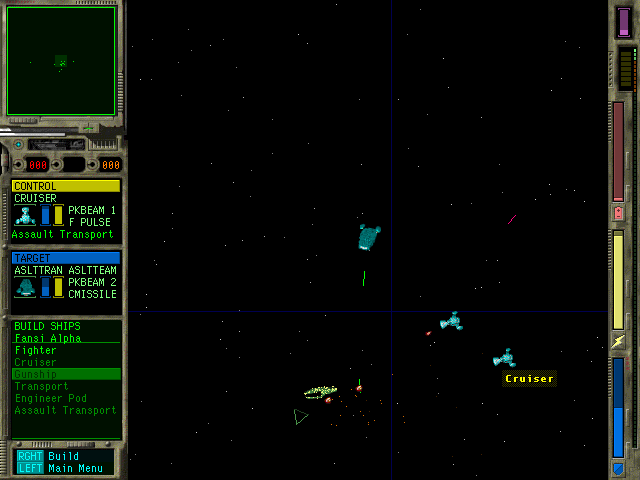 000 000
CONTROL
CRUISER
PKBEAM 1
F PULSE
Assault Transport
TARGET
ASLTTRAN ASLTTEAM
PKBEAM 2
CMISSILE
BUILD SHIPS
Fansi Alpha
Fighter
Cruiser
Gunship
Transport
Engineer Pod
Assault Transport
RGHT Build
LEFT Main Menu
Cruiser